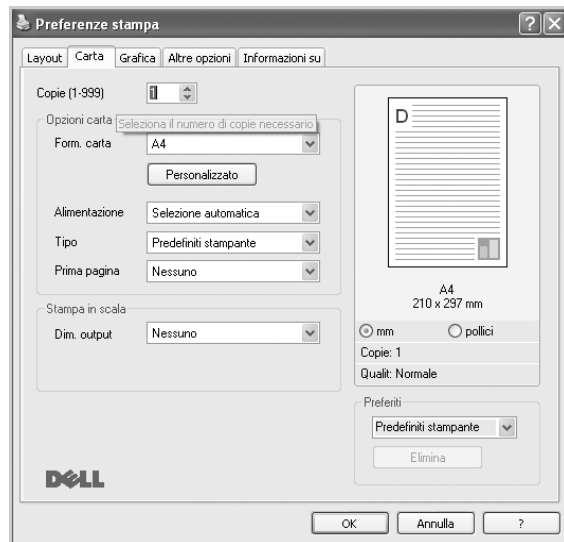 Preferenze stampa
Layout Carta Grafica Altre opzioni Informazioni su
Copie (1-999) 1
Seleziona il numero di copie necessario
Opzioni carta
Form. carta A4
Personalizzato
Alimentazione Selezione automatica
Tipo Predefiniti stampante
Prima pagina Nessuno
Stampa in scala
Dim. output Nessuno
DELL
D
A4
210 x 297 mm
mm pollici
Copie: 1
Qualit: Normale
Preferiti
Predefiniti stampante
Elimina
OK Annulla ?